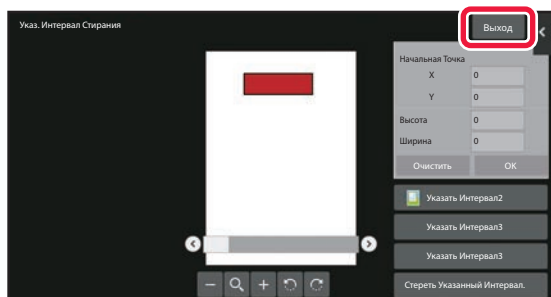 Указ. Интервал Стирания
Выход
Начальная Точка
X 0
Y 0
Высота 0
Ширина 0
Очистить OK
Указать Интервал2
Указать Интервал3
Указать Интервал3
Стереть Указанный Интервал.